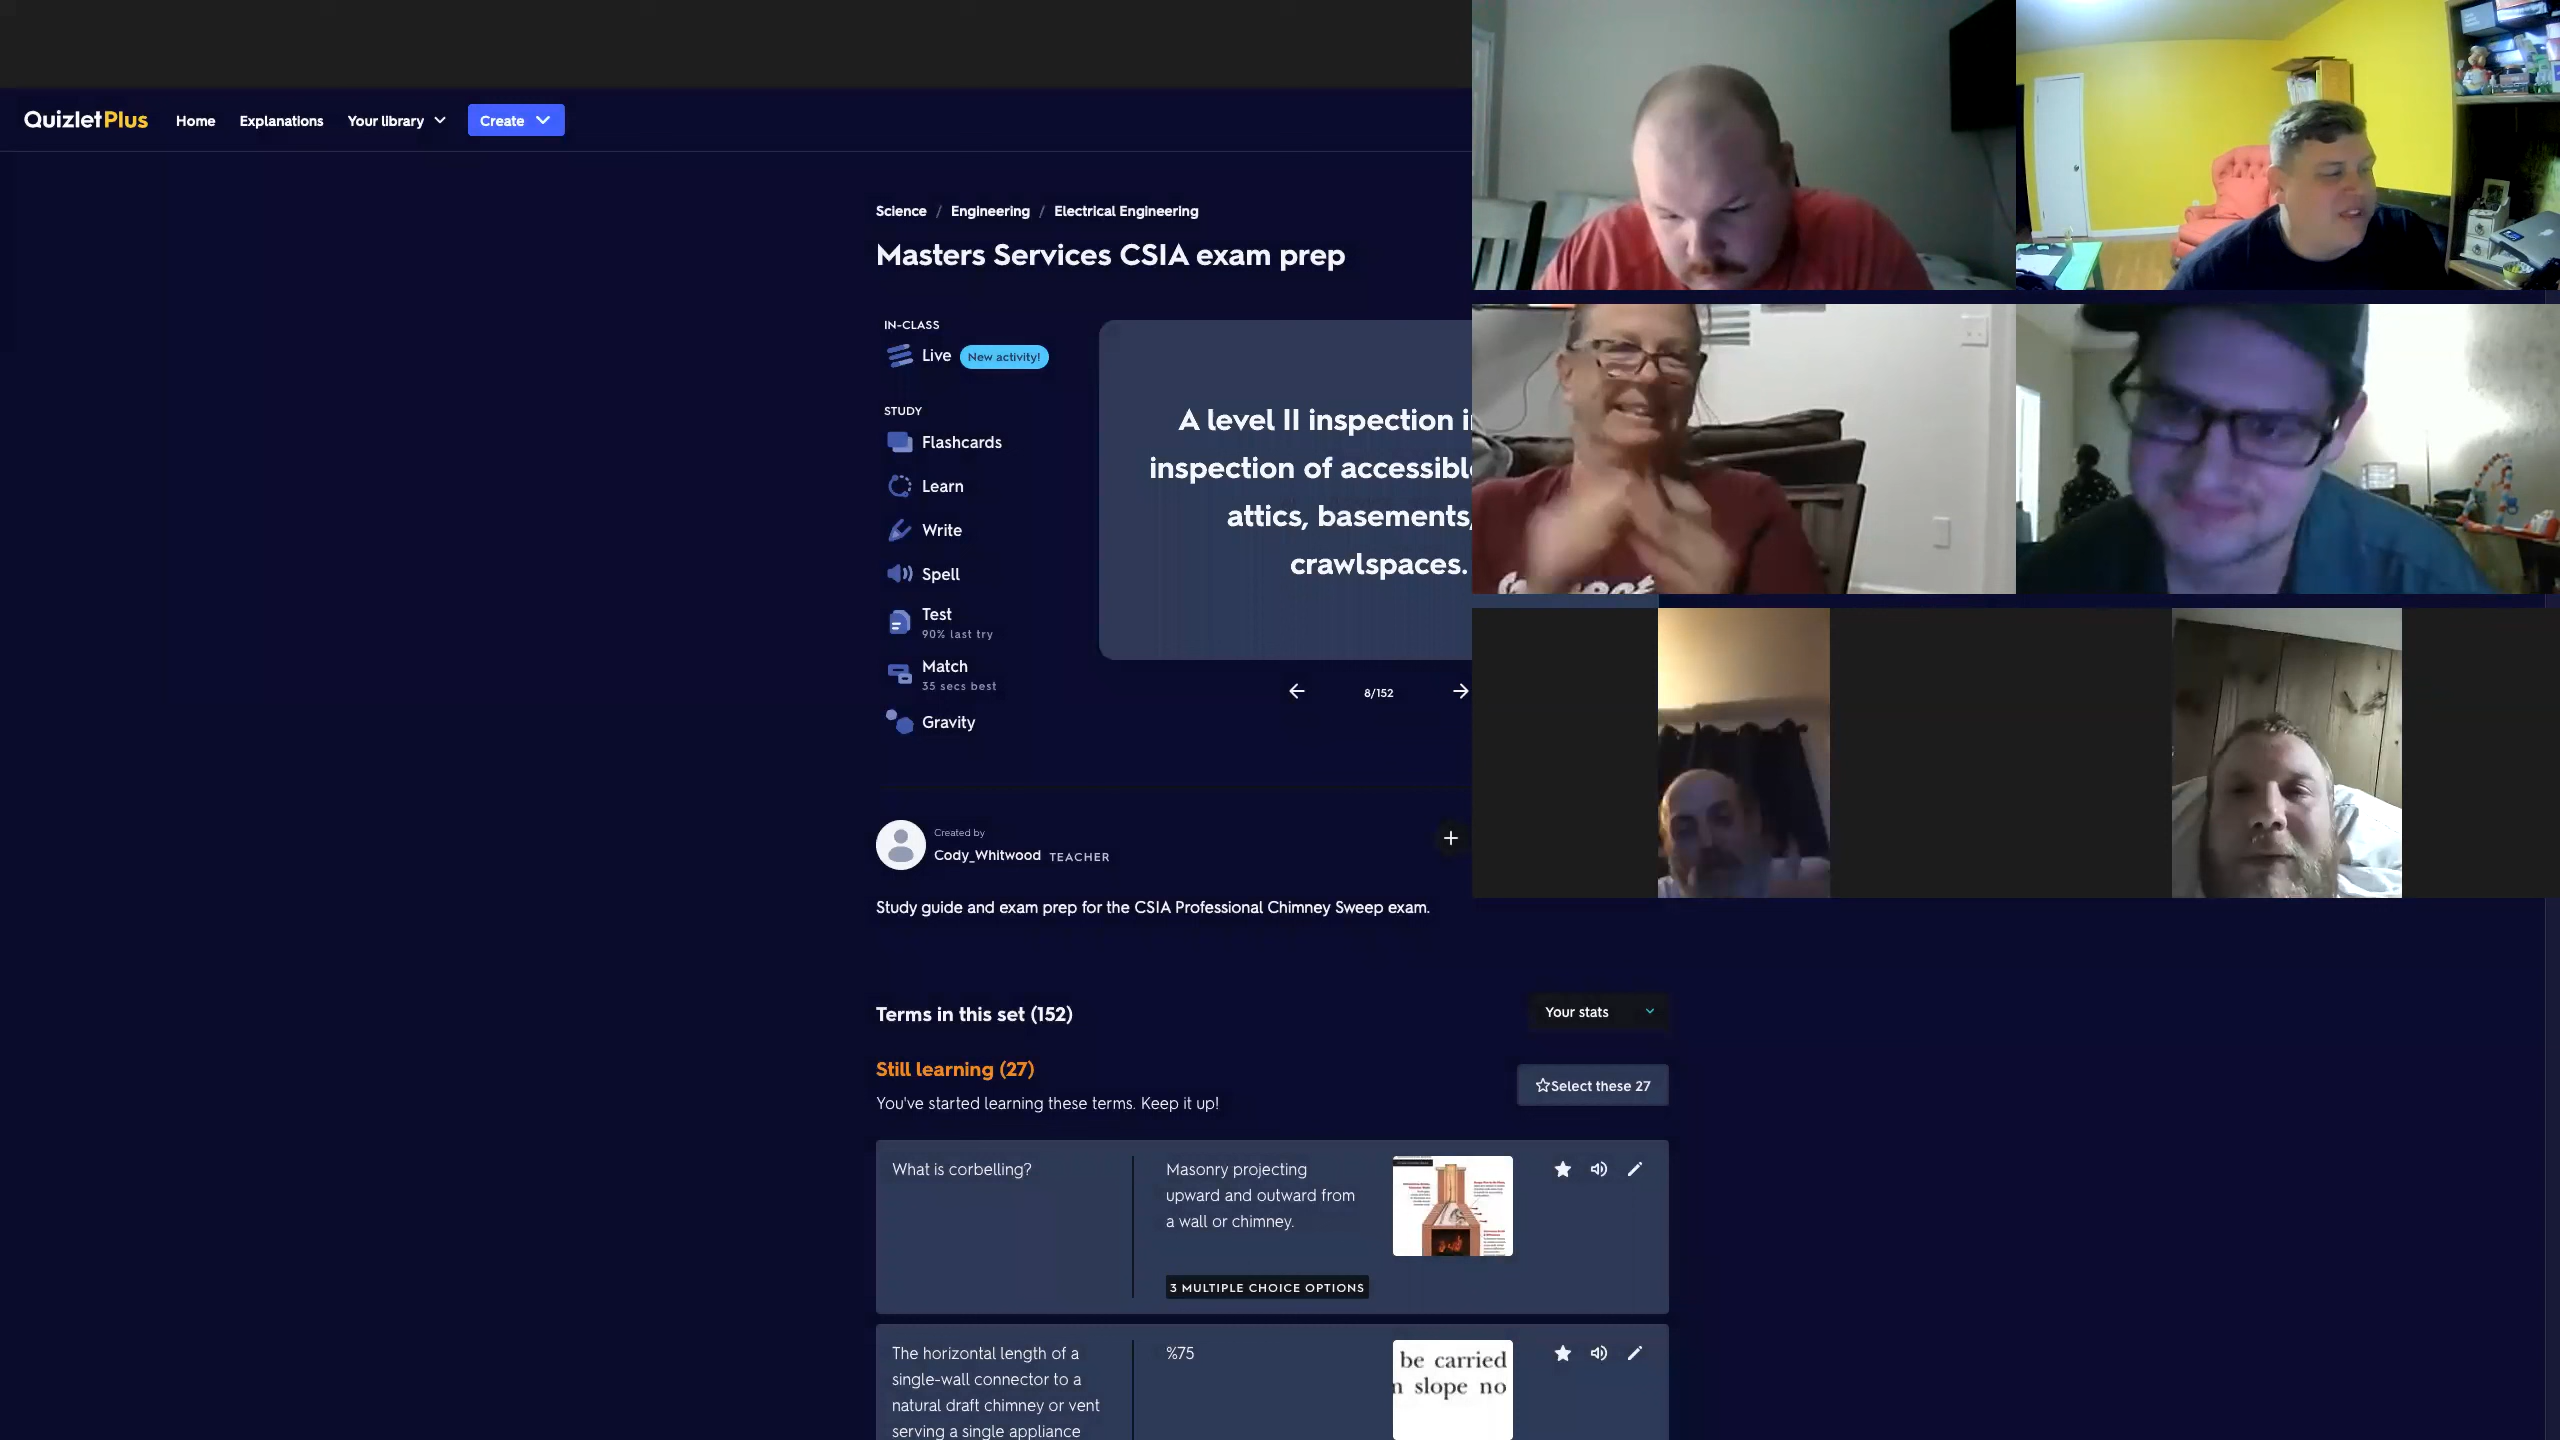 QuizletPlus
Home
Explanations
Your library
Create
Science / Engineering / Electrical Engineering
Masters Services CSIA exam prep
IN-CLASS
Live
New activity!
STUDY
Flashcards
Learn
Write
Spell
Test
90% last try
Match
35 secs best
Gravity
A level II inspection
inspection of
attics, basements,
crawlspaces.
8/152
Created by
Cody_Whitwood TEACHER
Study guide and exam prep for the CSIA Professional Chimney Sweep exam.
Terms in this set (152)
Your stats
Still learning (27)
You've started learning these terms. Keep it up!
Select these 27
What is corbelling?
Masonry projecting
upward and outward from
a wall or chimney.
3 MULTIPLE CHOICE OPTIONS
The horizontal length of a
single-wall connector to a
natural draft chimney or vent
serving a single appliance
%75
be carried
slope no